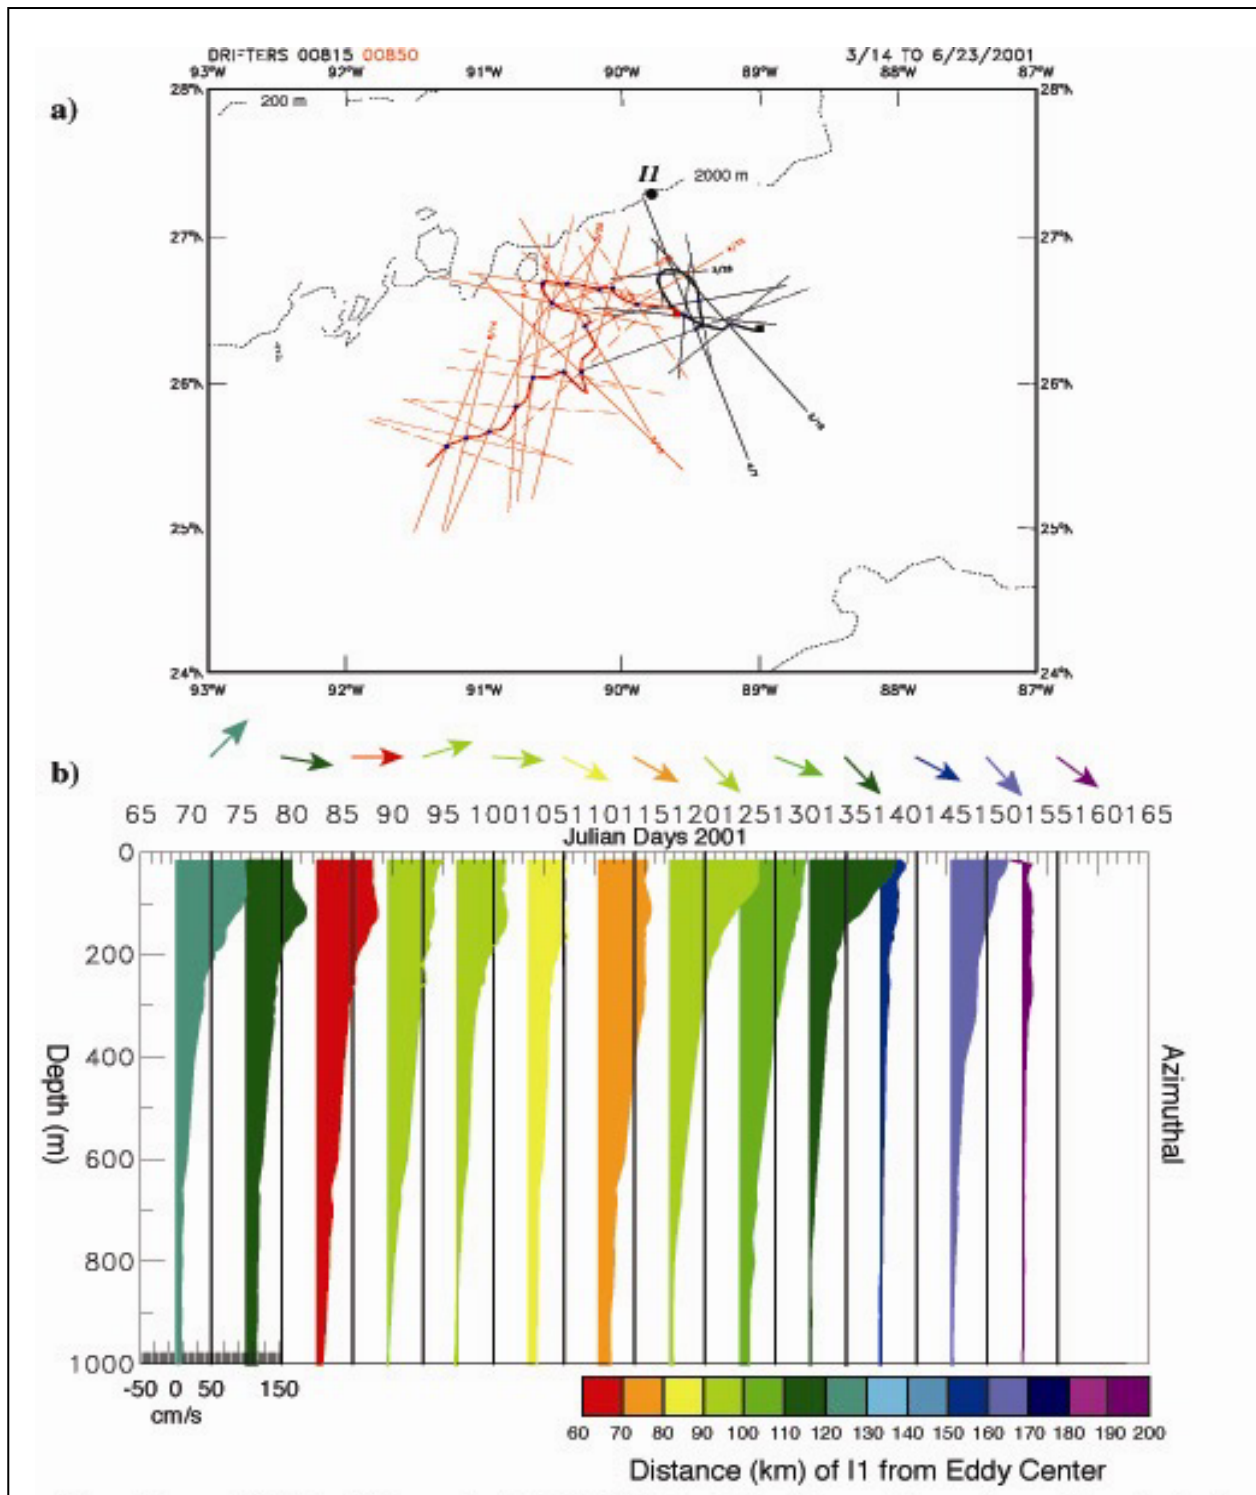 DRIFTERS 00815 00850
3/14 TO 6/23/2001
93°W 92°W 91°W 90°W 89°W 88°W 87°W
a)
28°N 28°N
200 m
I1
2000 m
27°N 27°N
26°N 26°N
25°N 25°N
24°N 24°N
93°W 92°W 91°W 90°W 89°W 88°W 87°W
b)
65 70 75 80 85 90 95 100 105 110 115 120 125 130 135 140 145 150 155 160 165
Julian Days 2001
0
200
400
600
800
1000
Depth (m)
Azimuthal
-50 0 50 150
cm/s
60 70 80 90 100 110 120 130 140 150 160 170 180 190 200
Distance (km) of I1 from Eddy Center